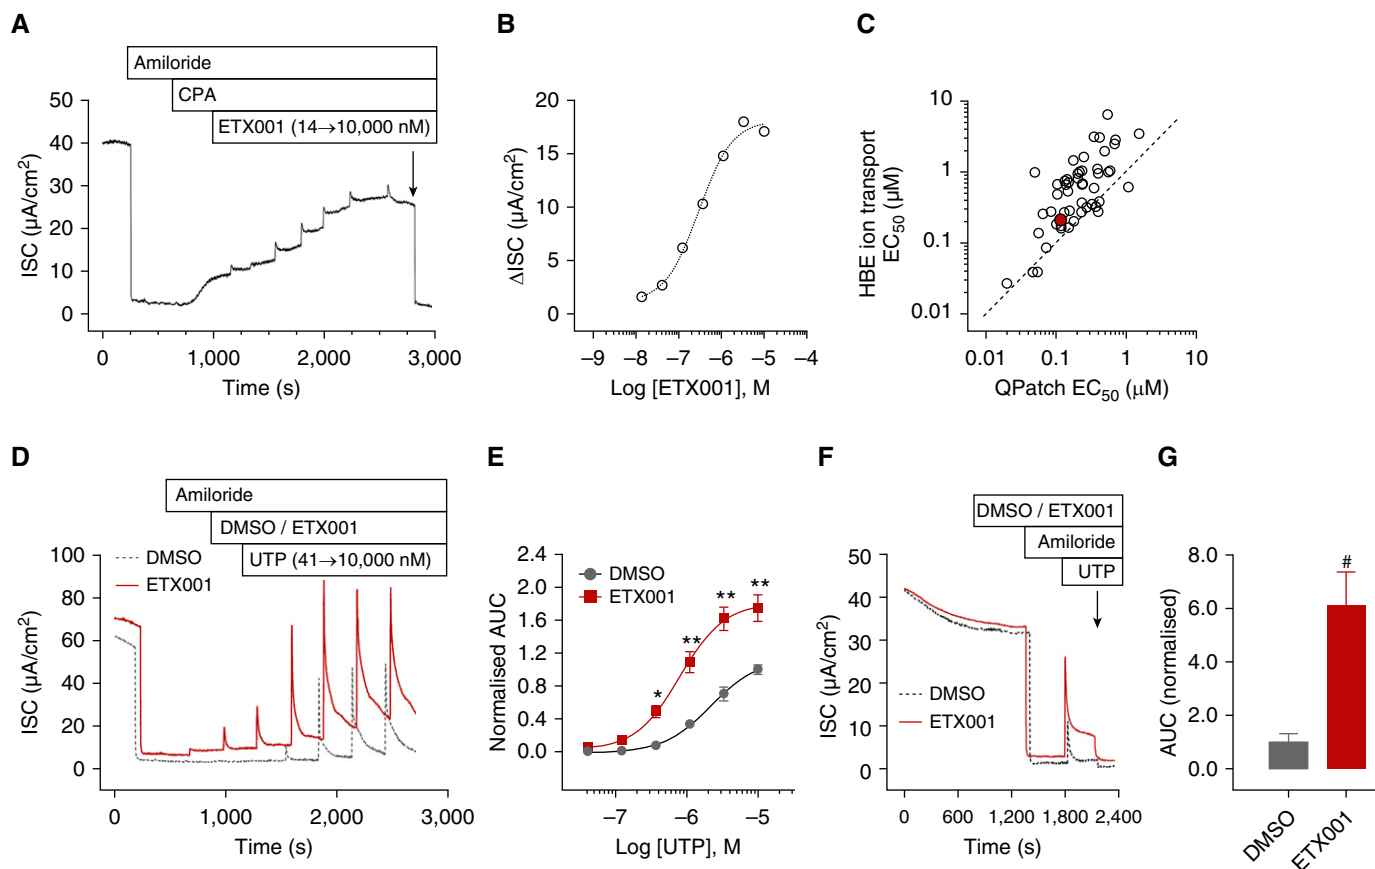 A
Amiloride
CPA
ETX001 (14→10,000 nM)
ISC (µA/cm²)
50
40
30
20
10
0
0 1,000 2,000 3,000
Time (s)
B
ΔISC (µA/cm²)
20
15
10
5
0
–9 –8 –7 –6 –5 –4
Log [ETX001], M
C
HBE ion transport
EC₅₀ (µM)
10
1
0.1
0.01
0.01 0.1 1 10
QPatch EC₅₀ (µM)
D
Amiloride
DMSO / ETX001
UTP (41→10,000 nM)
DMSO
ETX001
ISC (µA/cm²)
100
80
60
40
20
0
0 1,000 2,000 3,000
Time (s)
E
DMSO
ETX001
Normalised AUC
2.4
2.0
1.6
1.2
0.8
0.4
0.0
*
**
**
**
–7 –6 –5
Log [UTP], M
F
DMSO / ETX001
Amiloride
UTP
ISC (µA/cm²)
50
40
30
20
10
0
DMSO
ETX001
0 600 1,200 1,800 2,400
Time (s)
G
AUC (normalised)
8.0
6.0
4.0
2.0
0.0
#
DMSO
ETX001